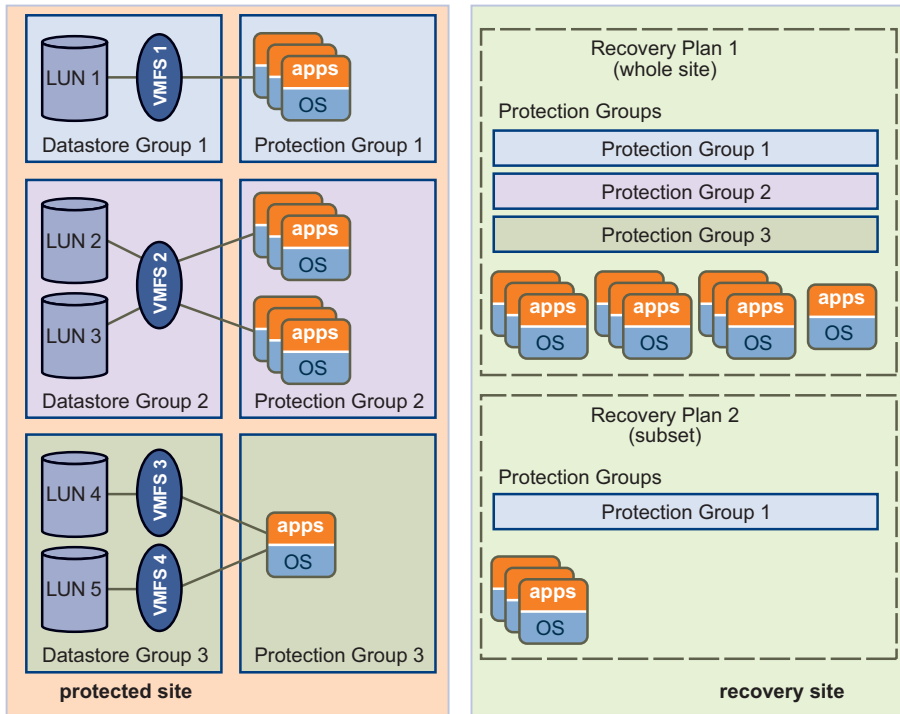 LUN 1
VMFS 1
apps
OS
Datastore Group 1
Protection Group 1
LUN 2
LUN 3
VMFS 2
apps
OS
apps
OS
Datastore Group 2
Protection Group 2
LUN 4
VMFS 3
LUN 5
VMFS 4
apps
OS
Datastore Group 3
Protection Group 3
protected site
Recovery Plan 1
(whole site)
Protection Groups
Protection Group 1
Protection Group 2
Protection Group 3
apps
OS
apps
OS
apps
OS
apps
OS
Recovery Plan 2
(subset)
Protection Groups
Protection Group 1
apps
OS
recovery site